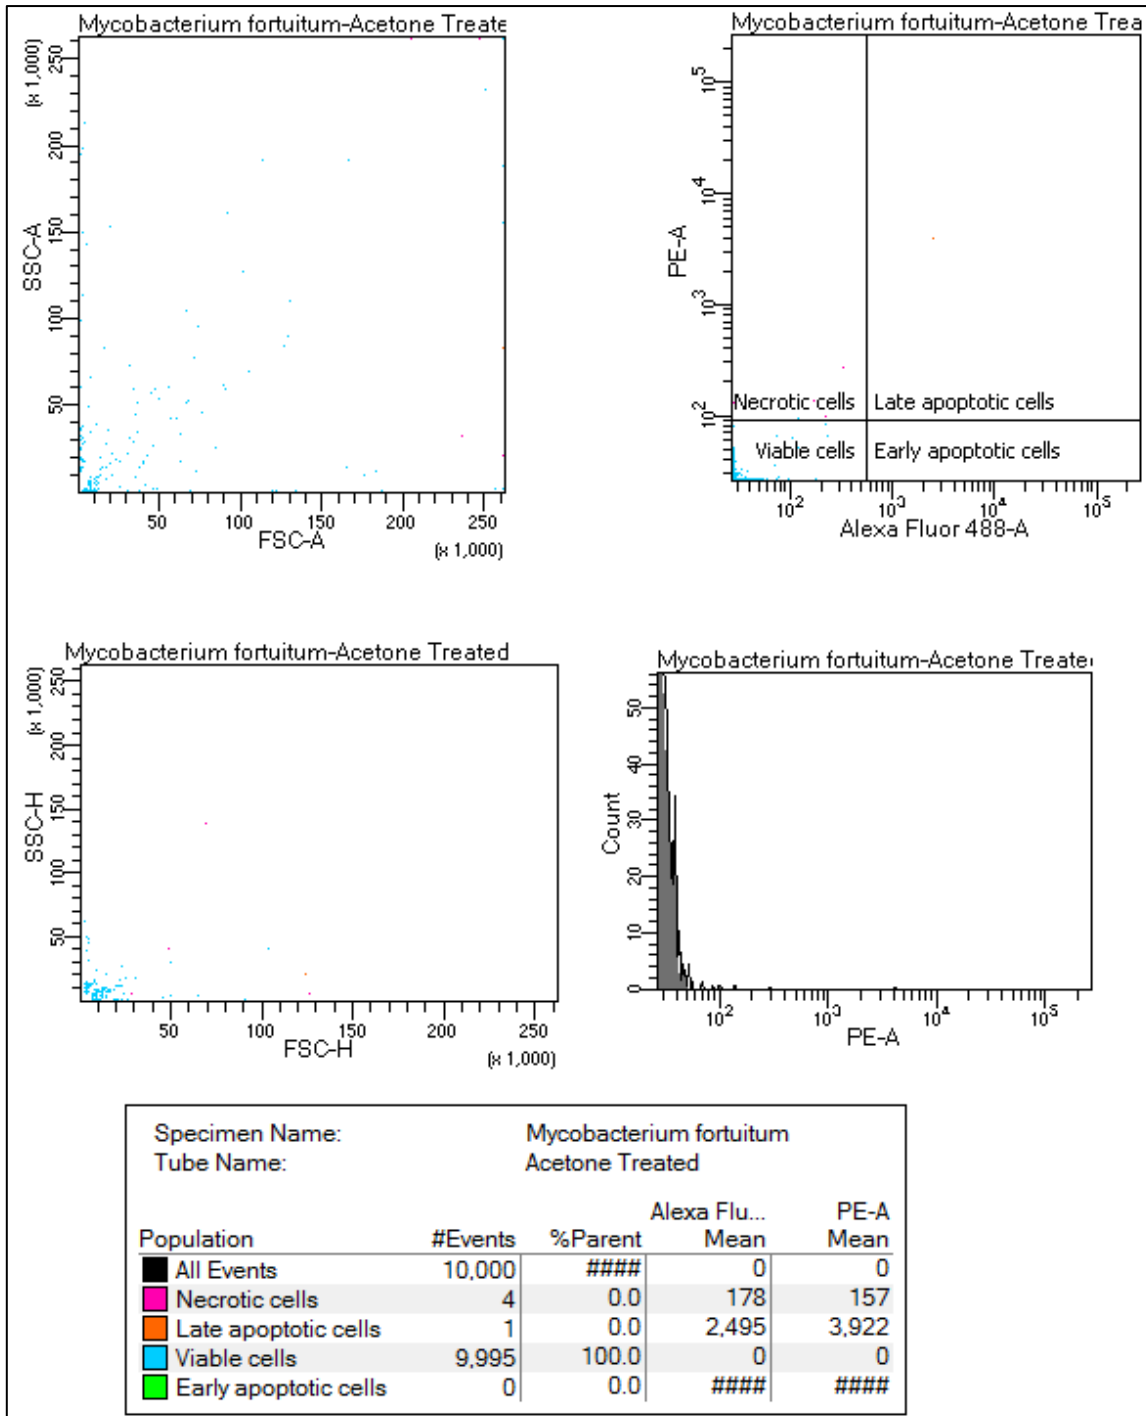 Mycobacterium fortuitum-Acetone Treate
(x 1,000)
250
200
150
100
50
SSC-A
50 100 150 200 250
FSC-A
(x 1,000)
Mycobacterium fortuitum-Acetone Trea
10^5
10^4
10^3
10^2
PE-A
Necrotic cells Late apoptotic cells
Viable cells Early apoptotic cells
10^2 10^3 10^4 10^5
Alexa Fluor 488-A
Mycobacterium fortuitum-Acetone Treated
(x 1,000)
250
200
150
100
50
SSC-H
50 100 150 200 250
FSC-H
(x 1,000)
Mycobacterium fortuitum-Acetone Treate
50
40
30
20
10
0
Count
10^2 10^3 10^4 10^5
PE-A
Specimen Name: Mycobacterium fortuitum
Tube Name: Acetone Treated
Alexa Flu... PE-A
Population #Events %Parent Mean Mean
All Events 10,000 #### 0 0
Necrotic cells 4 0.0 178 157
Late apoptotic cells 1 0.0 2,495 3,922
Viable cells 9,995 100.0 0 0
Early apoptotic cells 0 0.0 #### ####